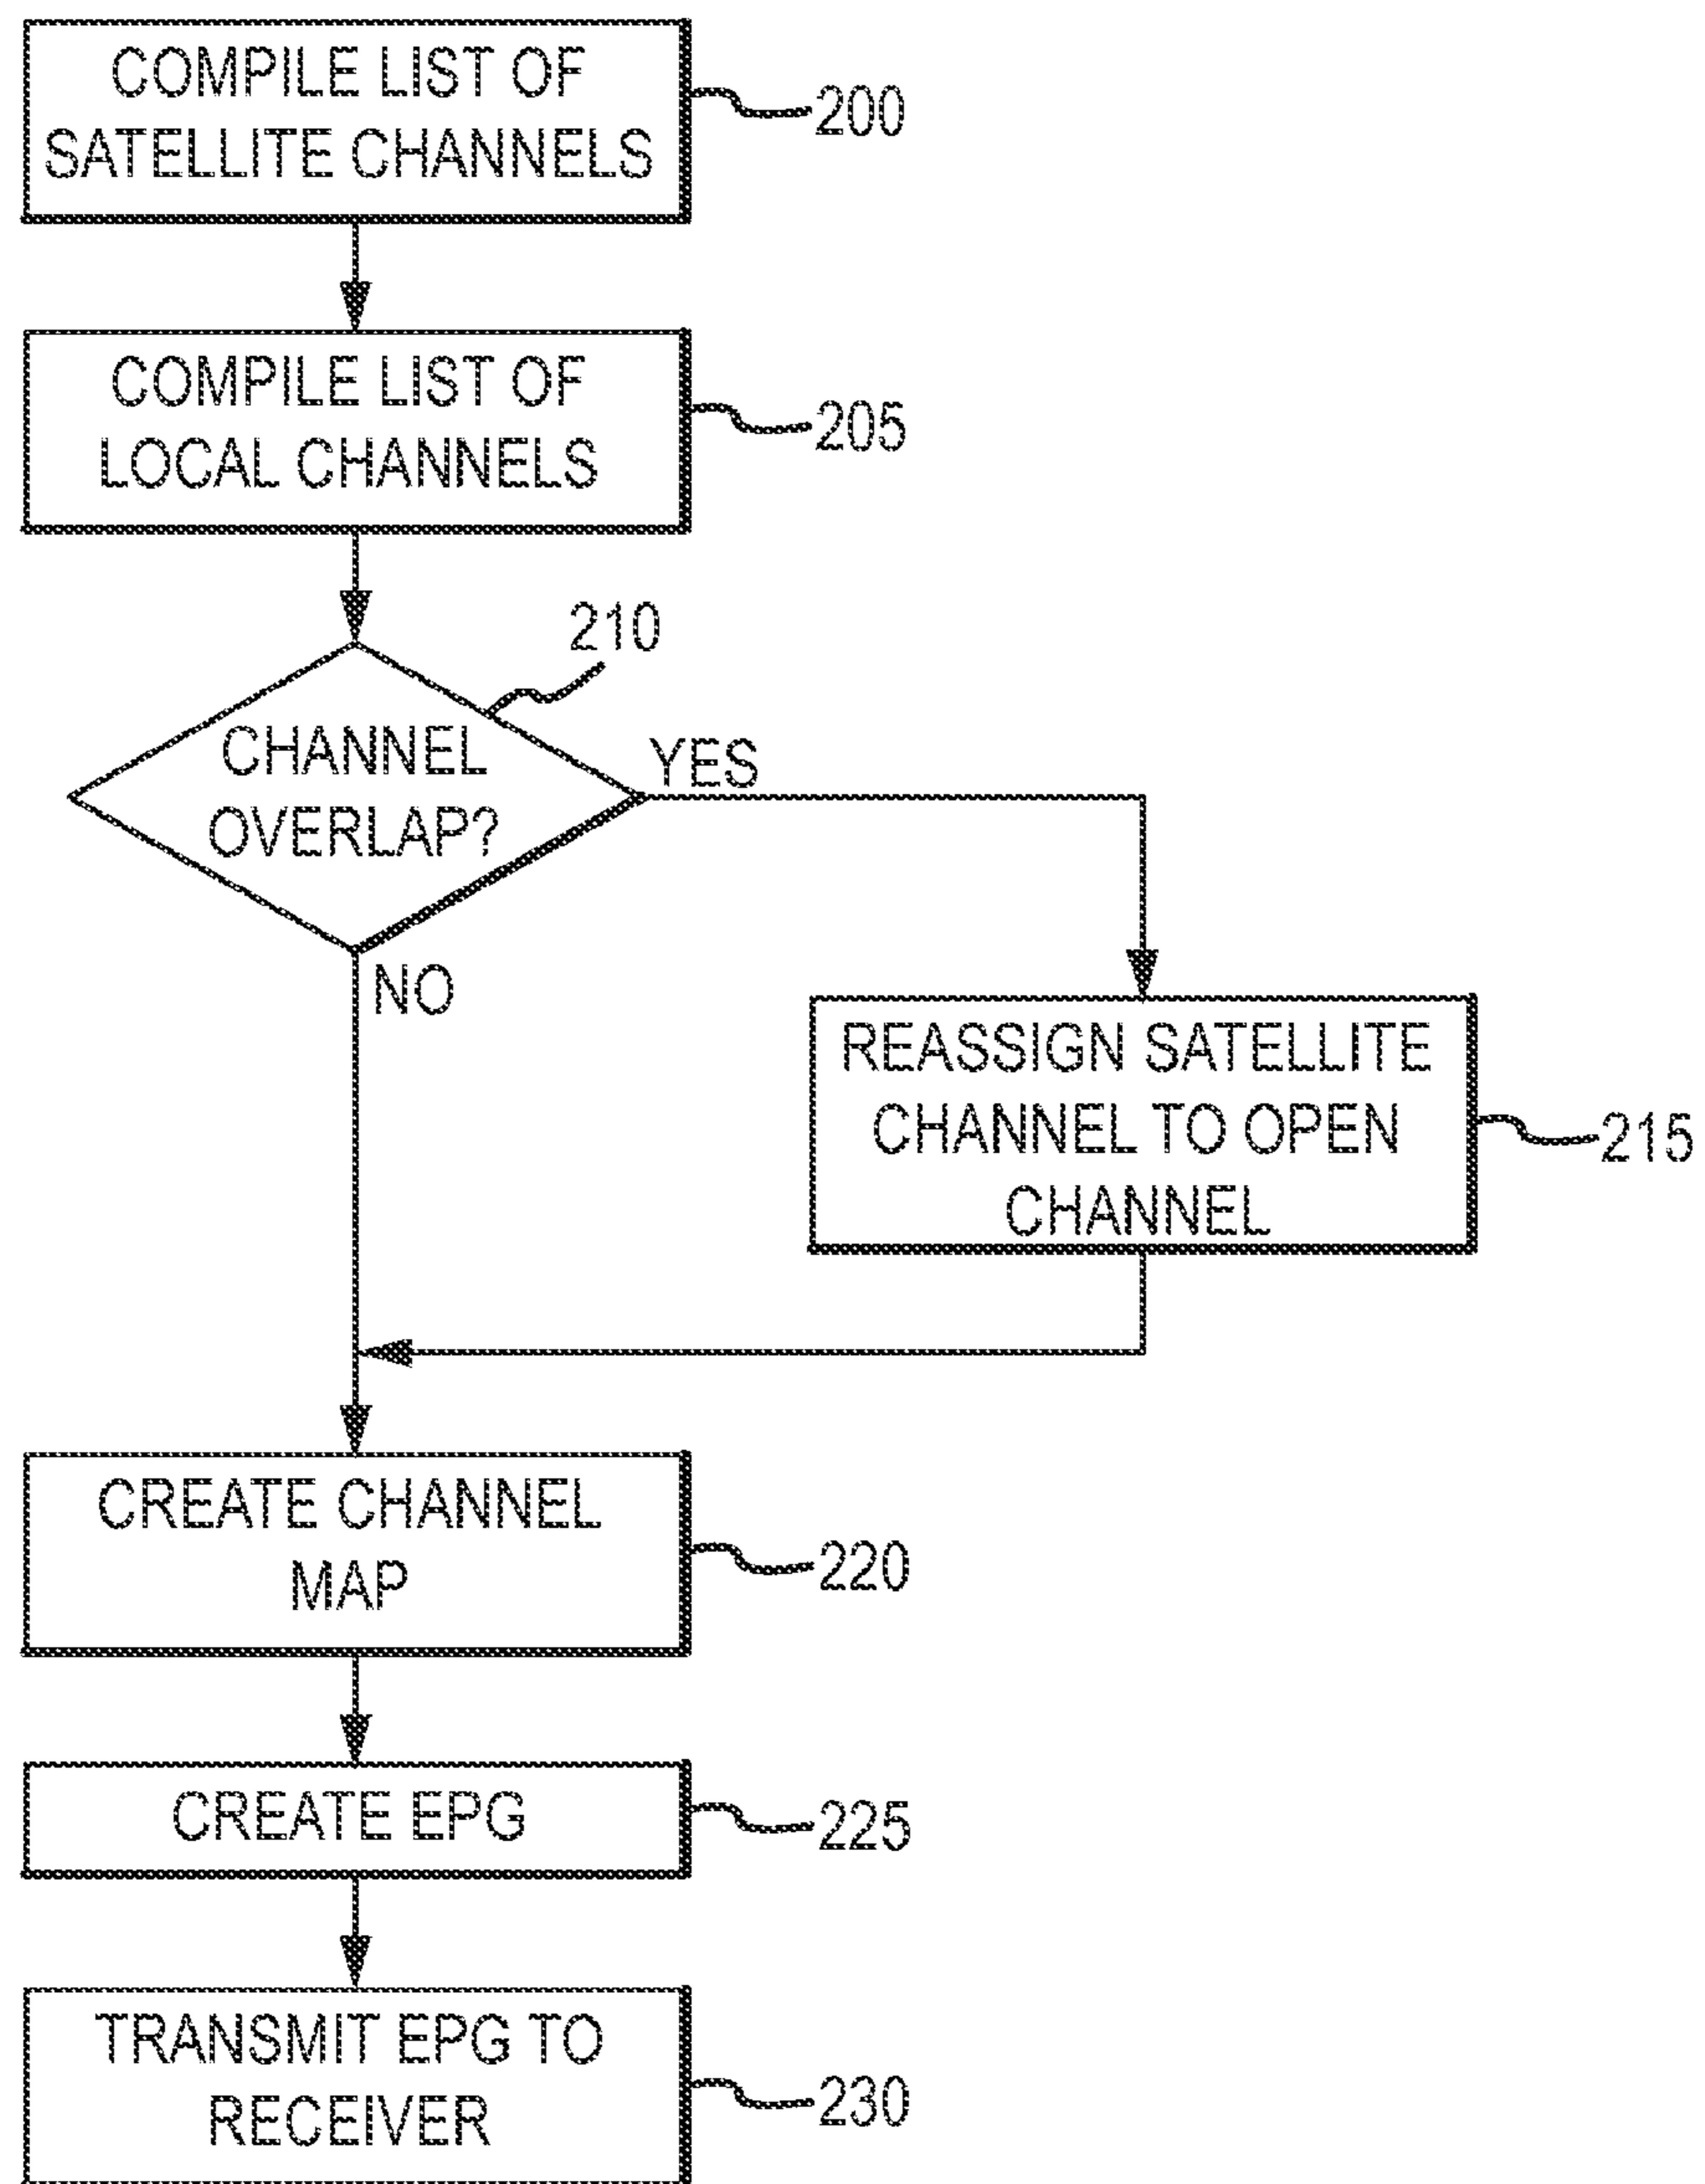 COMPILE LIST OF
SATELLITE CHANNELS
200
COMPILE LIST OF
LOCAL CHANNELS
205
210
CHANNEL
OVERLAP?
YES
NO
REASSIGN SATELLITE
CHANNEL TO OPEN
CHANNEL
215
CREATE CHANNEL
MAP
220
CREATE EPG
225
TRANSMIT EPG TO
RECEIVER
230